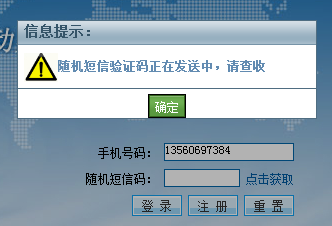 信息提示：
随机短信验证码正在发送中，请查收
确定
手机号码： 13560697384
随机短信码： 点击获取
登 录 注 册 重 置